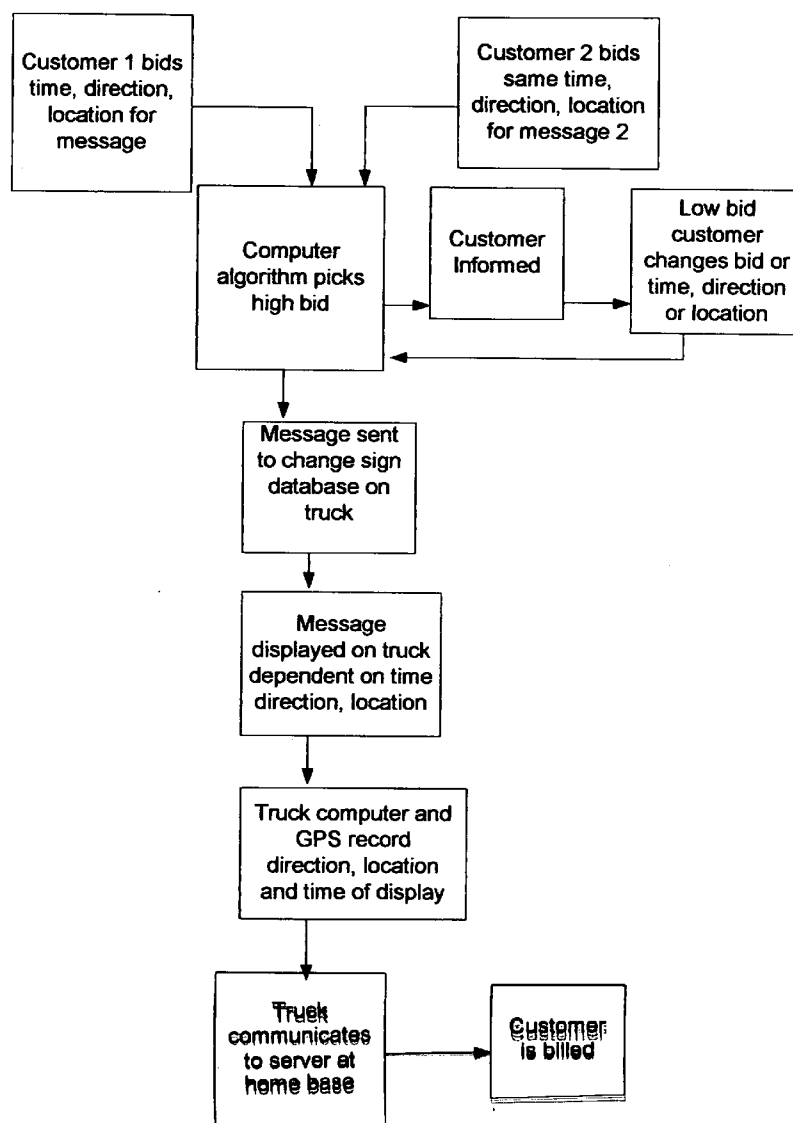 Customer 1 bids
time, direction,
location for
message
Customer 2 bids
same time,
direction, location
for message 2
Computer
algorithm picks
high bid
Customer
Informed
Low bid
customer
changes bid or
time, direction
or location
Message sent
to change sign
database on
truck
Message
displayed on truck
dependent on time
direction, location
Truck computer and
GPS record
direction, location
and time of display
Truck
communicates
to server at
home base
Customer
is billed